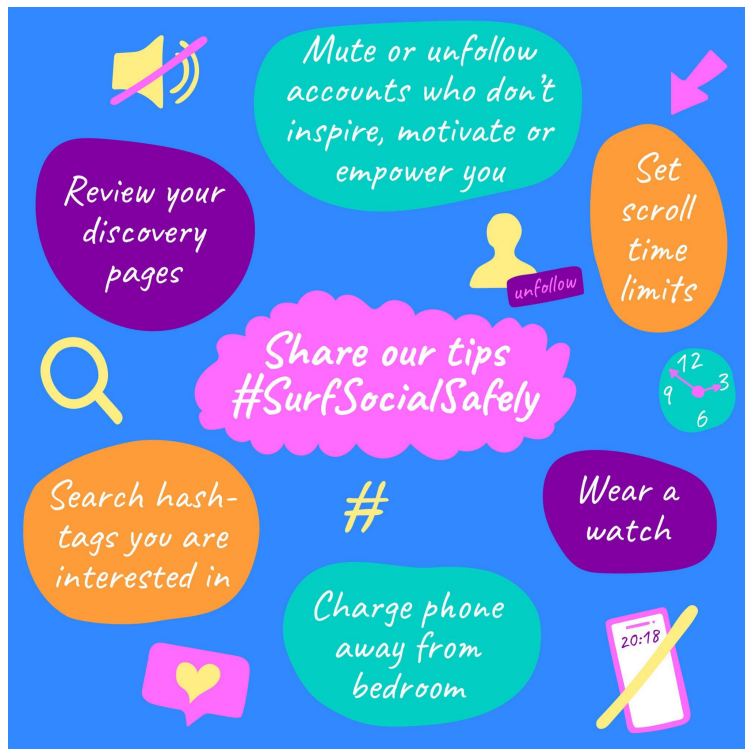 Mute or unfollow
accounts who don't
inspire, motivate or
empower you
Set
scroll
time
limits
Review your
discovery
pages
unfollow
Share our tips
#SurfSocialSafely
12
3
9
6
Search hash-
tags you are
interested in
#
Wear a
watch
Charge phone
away from
bedroom
20:18